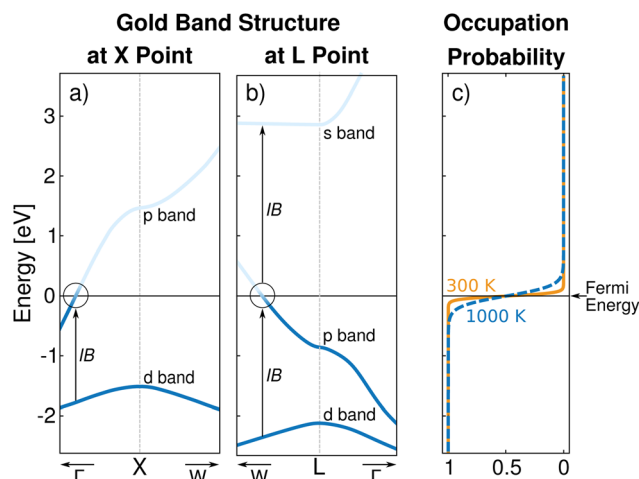 Gold Band Structure
at X Point
at L Point
Occupation
Probability
a)
b)
c)
Energy [eV]
3
2
1
0
-1
-2
p band
IB
d band
s band
IB
p band
IB
d band
300 K
1000 K
Fermi
Energy
Γ
X
W
W
L
Γ
1
0.5
0